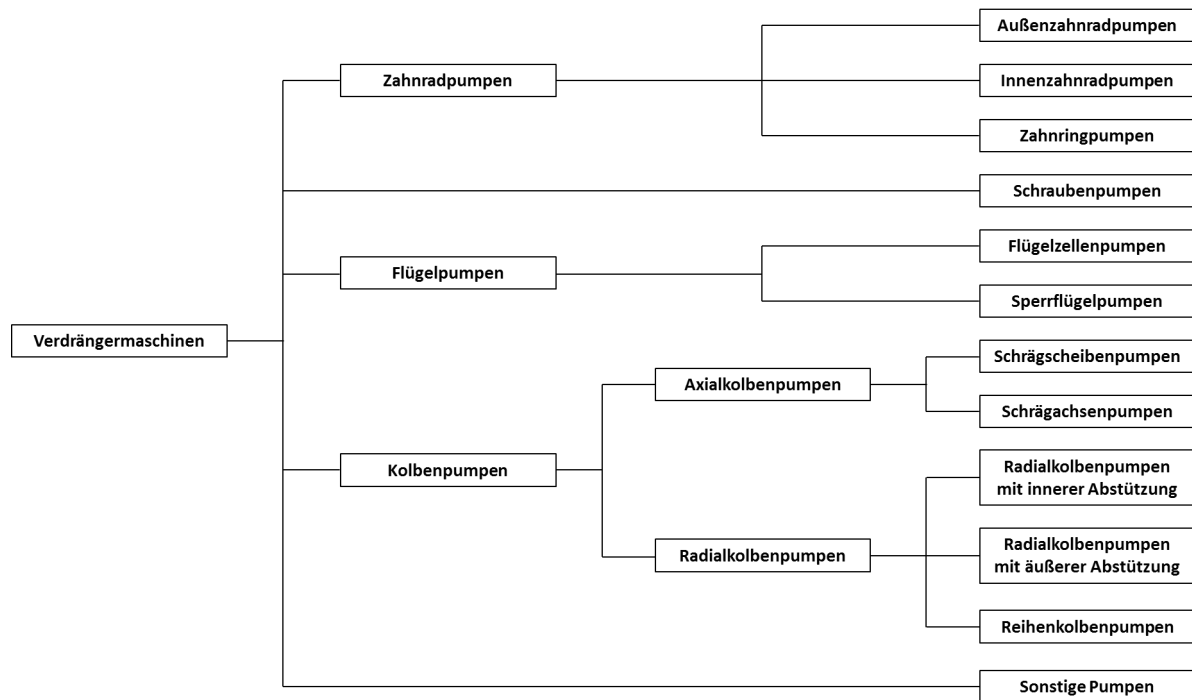 Außenzahnradpumpen
Zahnradpumpen
Innenzahnradpumpen
Zahnringpumpen
Schraubenpumpen
Flügelzellenpumpen
Flügelpumpen
Sperrflügelpumpen
Verdrängermaschinen
Schrägscheibenpumpen
Axialkolbenpumpen
Schrägachsenpumpen
Kolbenpumpen
Radialkolbenpumpen
mit innerer Abstützung
Radialkolbenpumpen
Radialkolbenpumpen
mit äußerer Abstützung
Reihenkolbenpumpen
Sonstige Pumpen